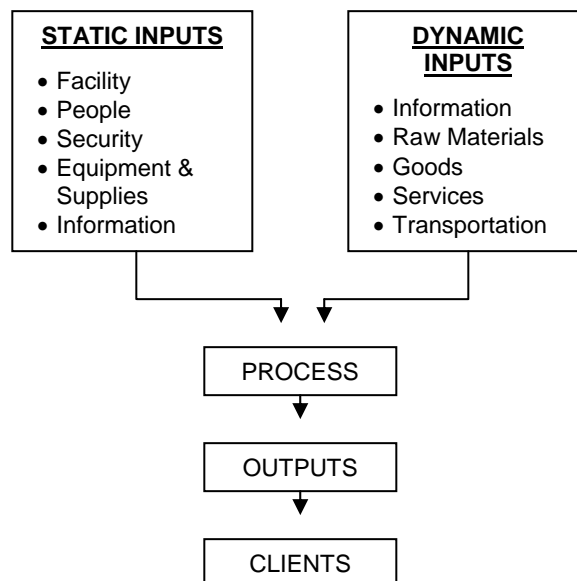 STATIC INPUTS
• Facility
• People
• Security
• Equipment &
Supplies
• Information
DYNAMIC
INPUTS
• Information
• Raw Materials
• Goods
• Services
• Transportation
PROCESS
OUTPUTS
CLIENTS